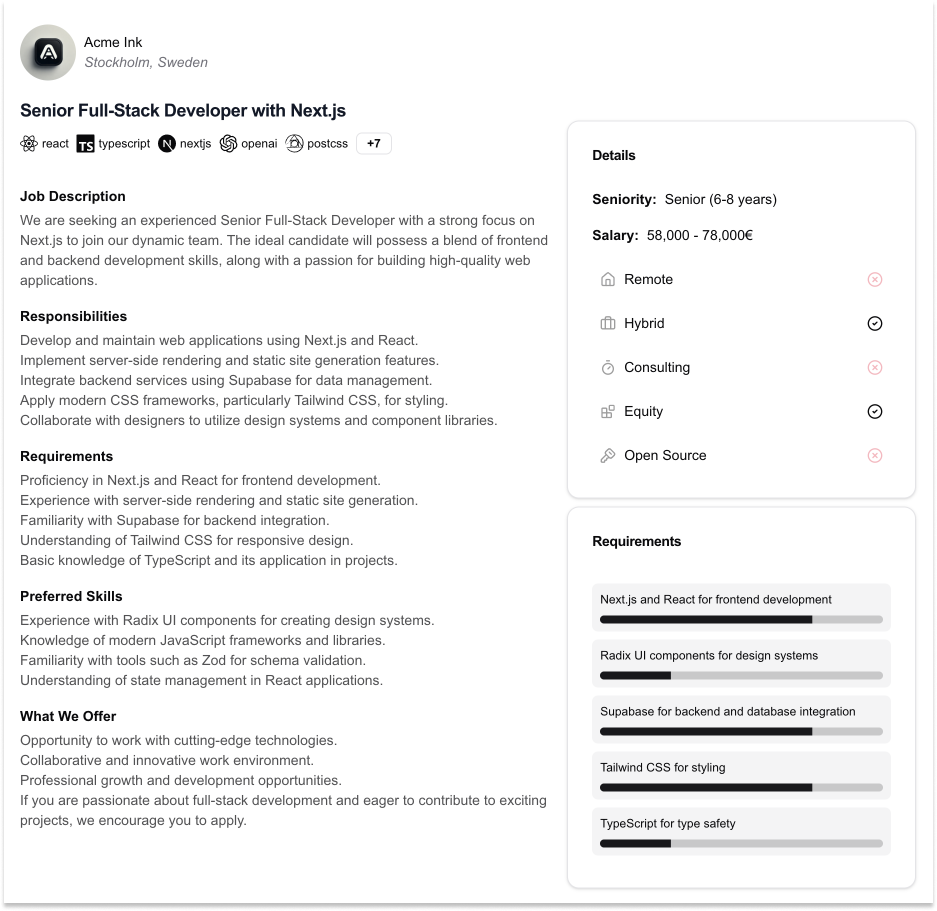 Acme Ink
Stockholm, Sweden
Senior Full-Stack Developer with Next.js
react TS typescript N nextjs openai postcss +7
Job Description
We are seeking an experienced Senior Full-Stack Developer with a strong focus on
Next.js to join our dynamic team. The ideal candidate will possess a blend of frontend
and backend development skills, along with a passion for building high-quality web
applications.
Responsibilities
Develop and maintain web applications using Next.js and React.
Implement server-side rendering and static site generation features.
Integrate backend services using Supabase for data management.
Apply modern CSS frameworks, particularly Tailwind CSS, for styling.
Collaborate with designers to utilize design systems and component libraries.
Requirements
Proficiency in Next.js and React for frontend development.
Experience with server-side rendering and static site generation.
Familiarity with Supabase for backend integration.
Understanding of Tailwind CSS for responsive design.
Basic knowledge of TypeScript and its application in projects.
Preferred Skills
Experience with Radix UI components for creating design systems.
Knowledge of modern JavaScript frameworks and libraries.
Familiarity with tools such as Zod for schema validation.
Understanding of state management in React applications.
What We Offer
Opportunity to work with cutting-edge technologies.
Collaborative and innovative work environment.
Professional growth and development opportunities.
If you are passionate about full-stack development and eager to contribute to exciting
projects, we encourage you to apply.
Details
Seniority: Senior (6-8 years)
Salary: 58,000 - 78,000€
Remote
Hybrid
Consulting
Equity
Open Source
Requirements
Next.js and React for frontend development
Radix UI components for design systems
Supabase for backend and database integration
Tailwind CSS for styling
TypeScript for type safety